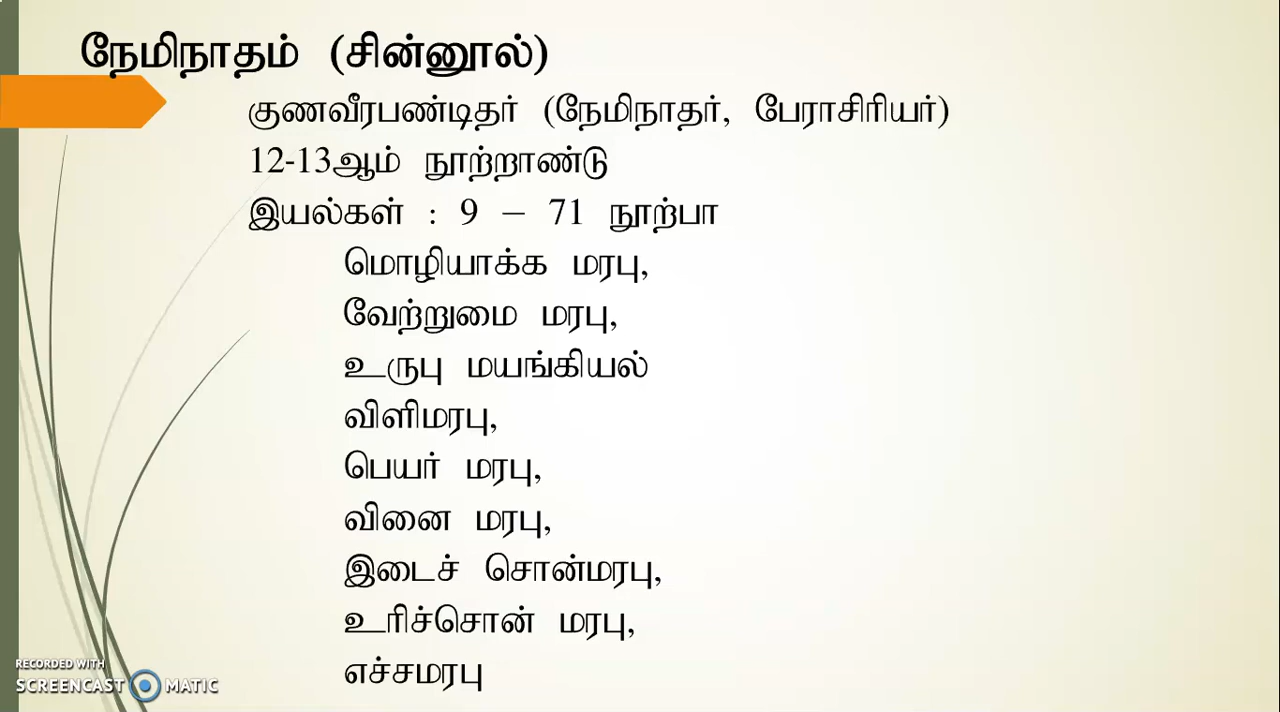 நேமிநாதம் (சின்னூல்)
குணவீரபண்டிதர் (நேமிநாதர், பேராசிரியர்)
12-13ஆம் நூற்றாண்டு
இயல்கள் : 9 – 71 நூற்பா
மொழியாக்க மரபு,
வேற்றுமை மரபு,
உருபு மயங்கியல்
விளிமரபு,
பெயர் மரபு,
வினை மரபு,
இடைச் சொன்மரபு,
உரிச்சொன் மரபு,
எச்சமரபு
RECORDED WITH
SCREENCAST MATIC